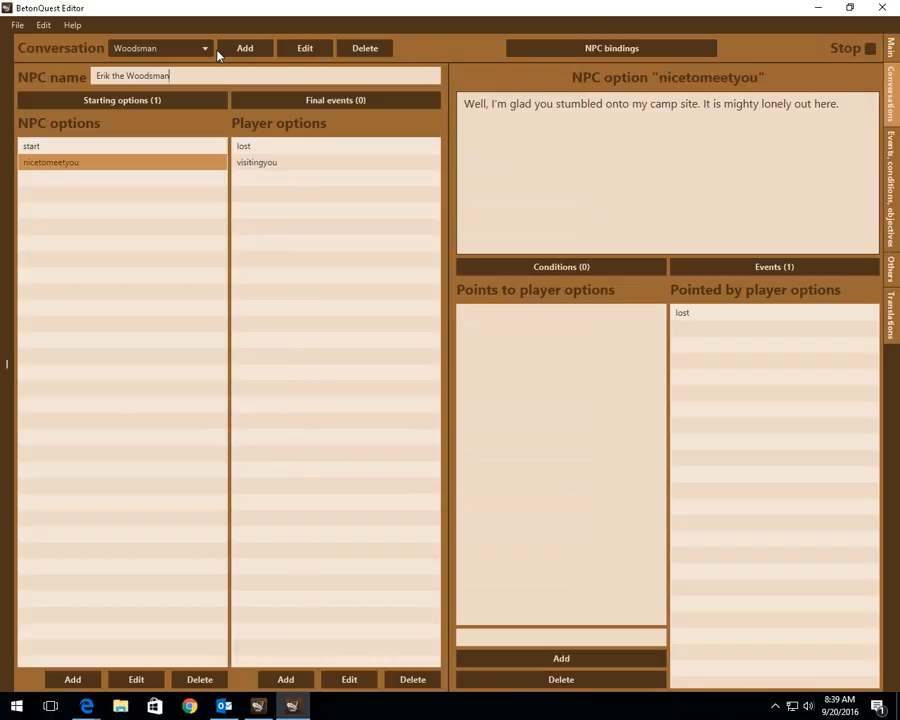 BetonQuest Editor
File Edit Help
Conversation Woodsman Add Edit Delete NPC bindings Stop
NPC name Erik the Woodsman
Starting options (1) Final events (0)
NPC options Player options
start lost
nicetomeetyou visitingyou
Add Edit Delete Add Edit Delete
NPC option "nicetomeetyou"
Well, I'm glad you stumbled onto my camp site. It is mighty lonely out here.
Conditions (0) Events (1)
Points to player options Pointed by player options
lost
Add
Delete
Main
Conversations
Events, conditions, objectives
Others
Translations
8:39 AM
9/20/2016
1